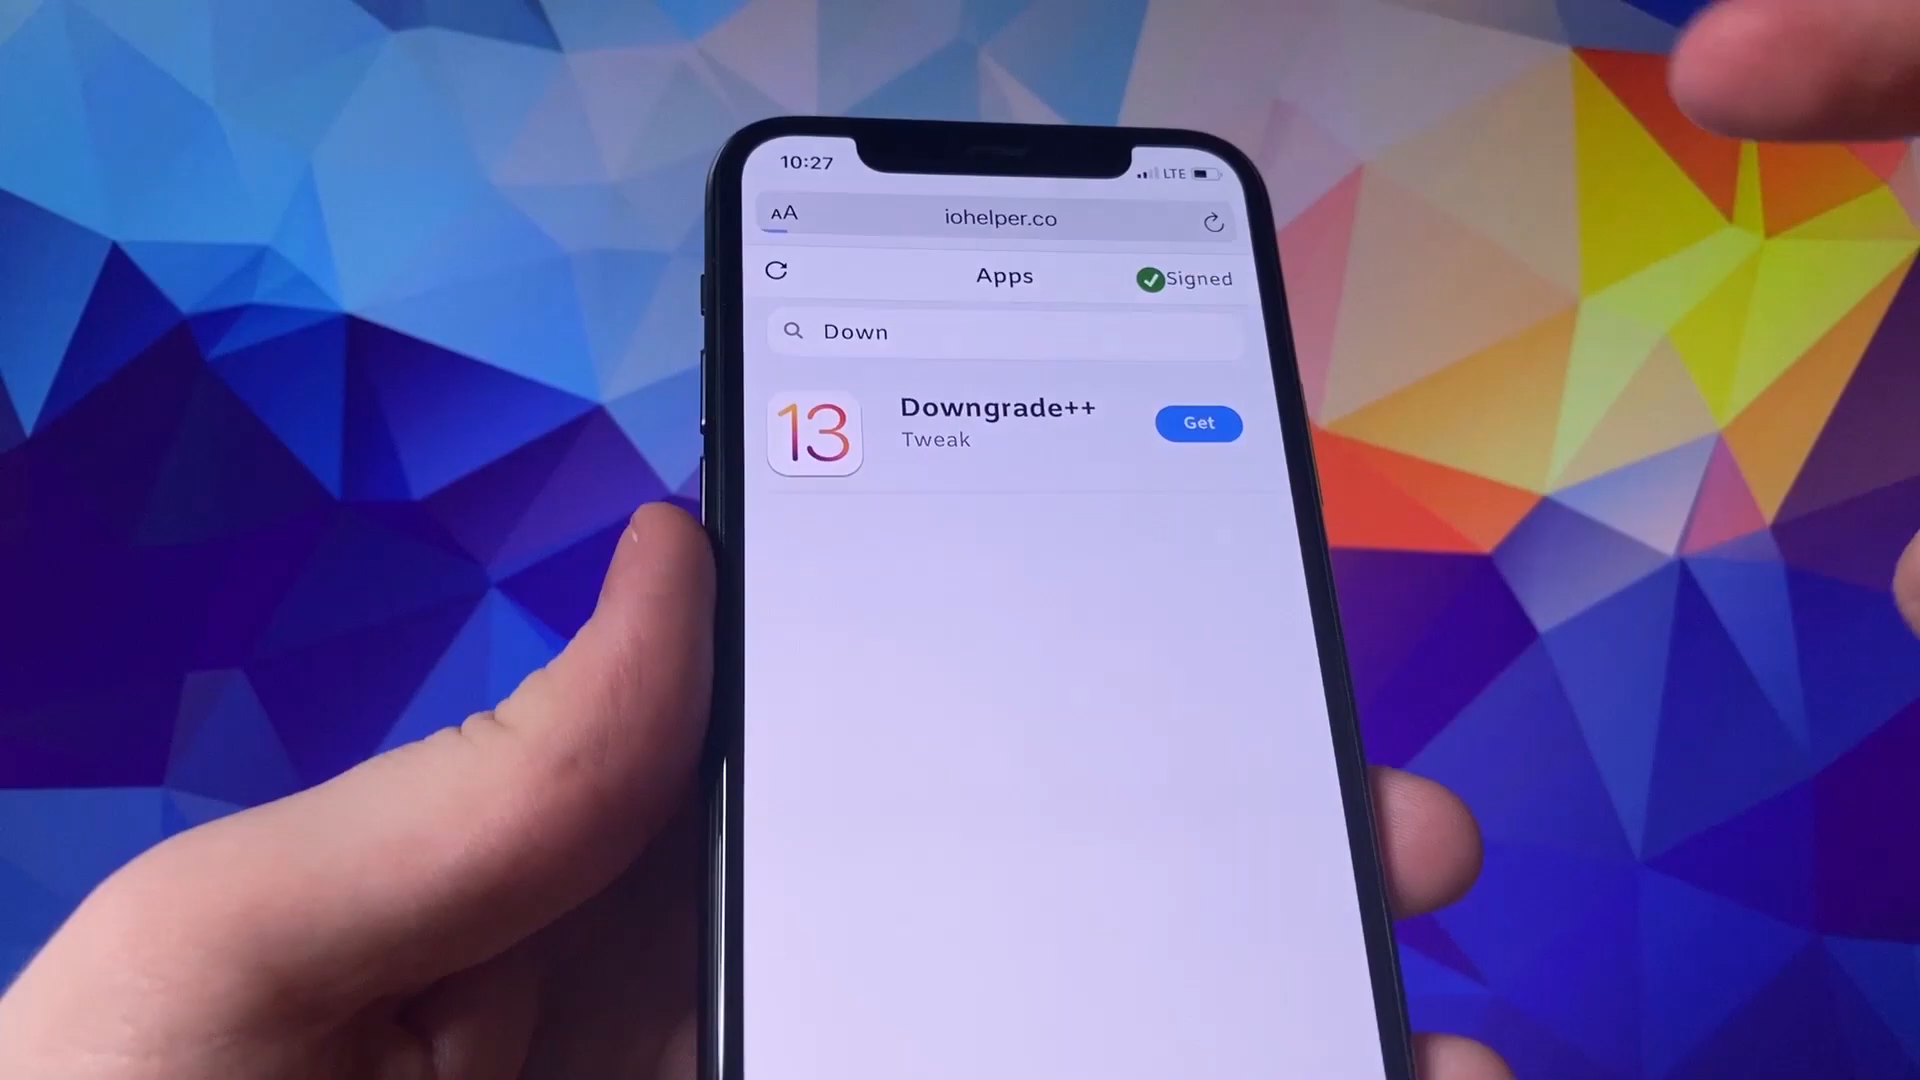 10:27
LTE
AA
iohelper.co
Apps
Signed
Down
13
Downgrade++
Tweak
Get